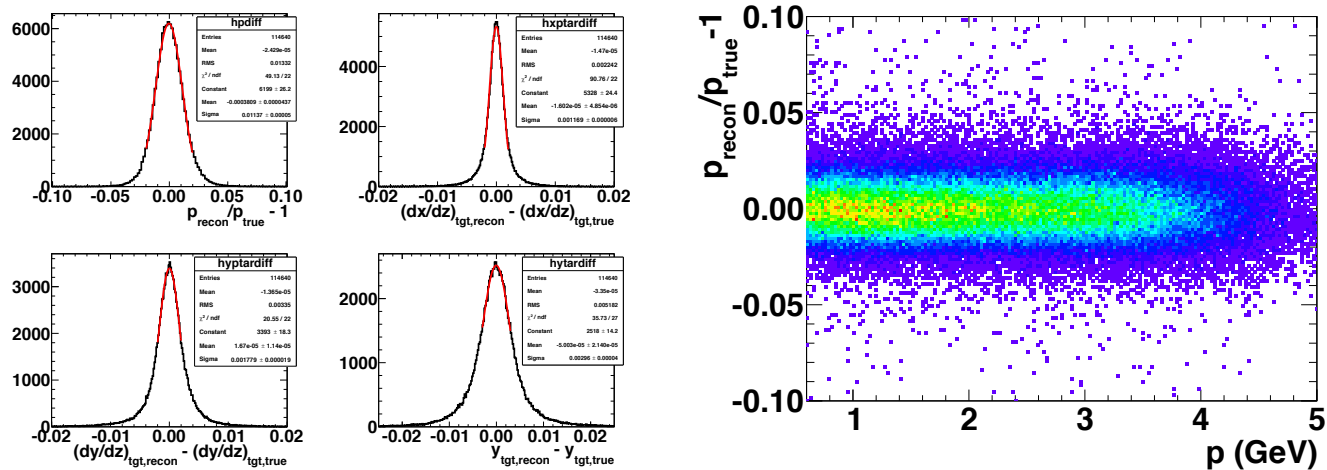 hpdiff
Entries 114640
Mean -2.429e-05
RMS 0.01332
χ² / ndf 49.13 / 22
Constant 6199 ± 26.2
Mean -0.0003809 ± 0.0000437
Sigma 0.01137 ± 0.00005
6000
4000
2000
0
-0.10 -0.05 0.00 0.05 0.10
p_recon/p_true - 1
hxptardiff
Entries 114640
Mean -1.47e-05
RMS 0.002242
χ² / ndf 90.76 / 22
Constant 5328 ± 24.4
Mean -1.602e-05 ± 4.854e-06
Sigma 0.001169 ± 0.000006
4000
2000
0
-0.02 -0.01 0.00 0.01 0.02
(dx/dz)_tgt,recon - (dx/dz)_tgt,true
hyptardiff
Entries 114640
Mean -1.365e-05
RMS 0.00335
χ² / ndf 20.55 / 22
Constant 3393 ± 18.3
Mean 1.67e-05 ± 1.14e-05
Sigma 0.001779 ± 0.000019
3000
2000
1000
0
-0.02 -0.01 0.00 0.01 0.02
(dy/dz)_tgt,recon - (dy/dz)_tgt,true
hytardiff
Entries 114640
Mean -3.35e-05
RMS 0.005182
χ² / ndf 35.73 / 27
Constant 2518 ± 14.2
Mean -5.003e-05 ± 2.140e-05
Sigma 0.00296 ± 0.00004
2000
1000
0
-0.02 -0.01 0.00 0.01 0.02
y_tgt,recon - y_tgt,true
p_recon/p_true-1
0.10
0.05
0.00
-0.05
-0.10
1 2 3 4 5
p (GeV)